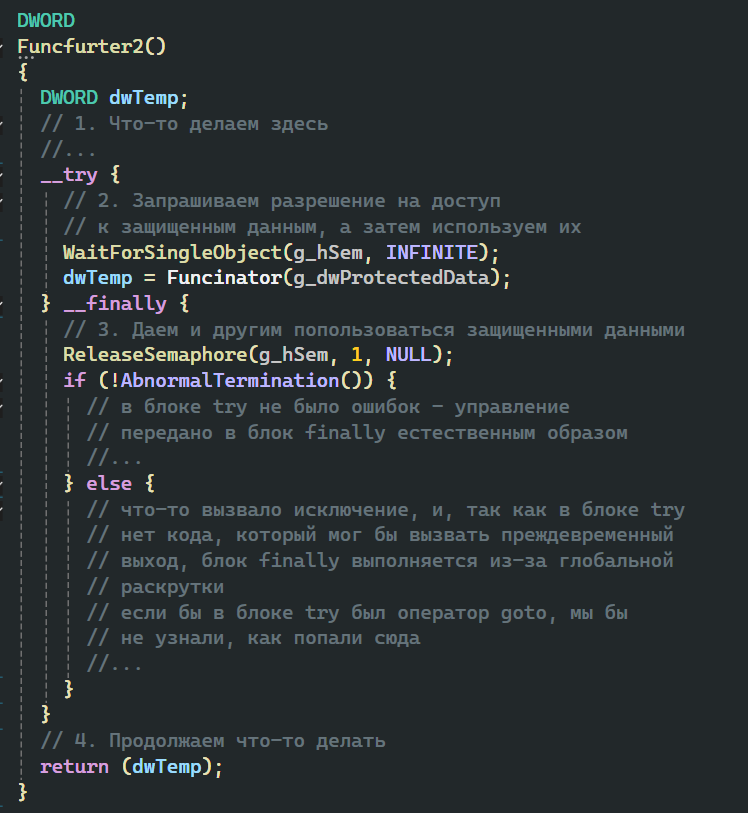 DWORD
Funcfurter2()
{
DWORD dwTemp;
// 1. Что-то делаем здесь
//...
__try {
// 2. Запрашиваем разрешение на доступ
// к защищенным данным, а затем используем их
WaitForSingleObject(g_hSem, INFINITE);
dwTemp = Funcinator(g_dwProtectedData);
} __finally {
// 3. Даем и другим попользоваться защищенными данными
ReleaseSemaphore(g_hSem, 1, NULL);
if (!AbnormalTermination()) {
// в блоке try не было ошибок - управление
// передано в блок finally естественным образом
//...
} else {
// что-то вызвало исключение, и, так как в блоке try
// нет кода, который мог бы вызвать преждевременный
// выход, блок finally выполняется из-за глобальной
// раскрутки
// если бы в блоке try был оператор goto, мы бы
// не узнали, как попали сюда
//...
}
}
// 4. Продолжаем что-то делать
return (dwTemp);
}